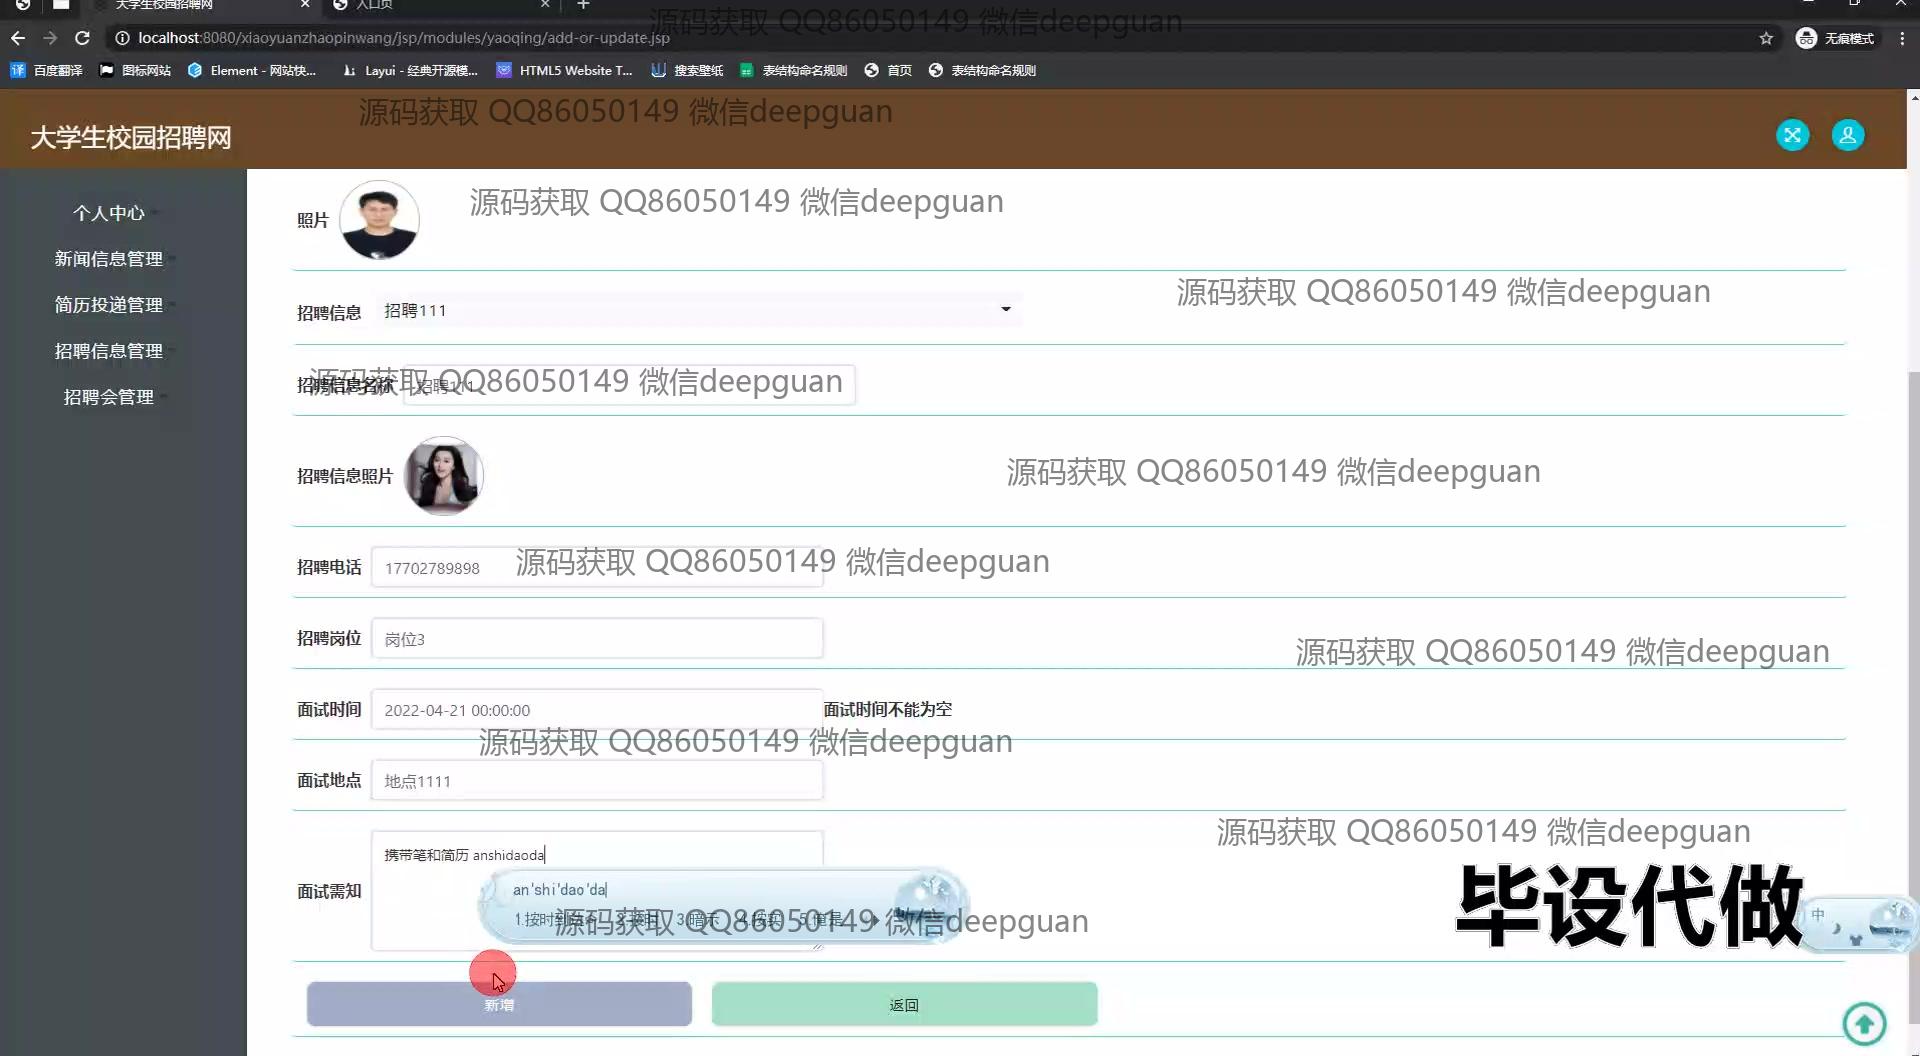 大学生校园招聘网
入口页
源码获取 QQ86050149 微信deepguan
localhost:8080/xiaoyuanzhaopinwang/jsp/modules/yaoqing/add-or-update.jsp
无痕模式
百度翻译 图标网站 Element - 网站快... Layui - 经典开源模... HTML5 Website T... 搜索壁纸 表结构命名规则 首页 表结构命名规则
源码获取 QQ86050149 微信deepguan
大学生校园招聘网
个人中心
新闻信息管理
简历投递管理
招聘信息管理
招聘会管理
照片
源码获取 QQ86050149 微信deepguan
源码获取 QQ86050149 微信deepguan
招聘信息 招聘111
招聘信息名称 招聘111
源码获取 QQ86050149 微信deepguan
招聘信息照片
源码获取 QQ86050149 微信deepguan
招聘电话 17702789898
源码获取 QQ86050149 微信deepguan
招聘岗位 岗位3
源码获取 QQ86050149 微信deepguan
面试时间 2022-04-21 00:00:00 面试时间不能为空
源码获取 QQ86050149 微信deepguan
面试地点 地点1111
源码获取 QQ86050149 微信deepguan
面试需知 携带笔和简历 anshidaoda
an'shi'dao'da
源码获取 QQ86050149 微信deepguan
毕设代做
中
新增
返回